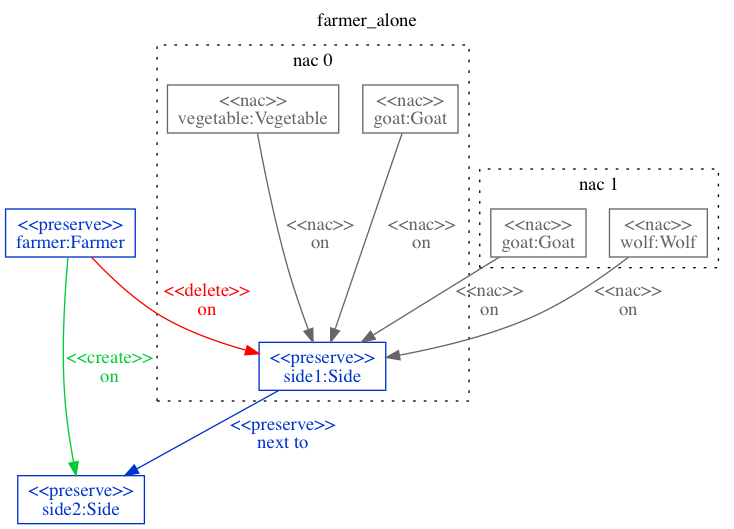 farmer_alone
nac 0
<<nac>>
vegetable:Vegetable
<<nac>>
goat:Goat
nac 1
<<preserve>>
farmer:Farmer
<<nac>>
on
<<nac>>
on
<<nac>>
goat:Goat
<<nac>>
wolf:Wolf
<<delete>>
on
<<nac>>
on
<<nac>>
on
<<create>>
on
<<preserve>>
side1:Side
<<preserve>>
next to
<<preserve>>
side2:Side